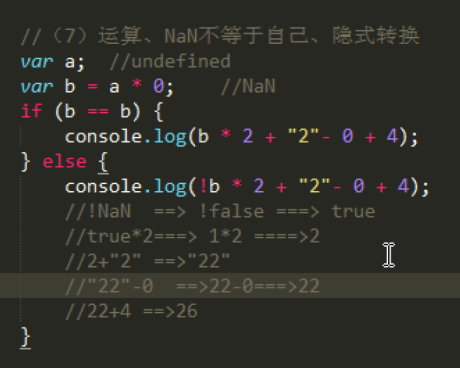 //（7）运算、NaN不等于自己、隐式转换
var a;  //undefined
var b = a * 0;    //NaN
if (b == b) {
    console.log(b * 2 + "2"- 0 + 4);
} else {
    console.log(!b * 2 + "2"- 0 + 4);
    //!NaN  ==> !false ===> true
    //true*2===> 1*2 ====>2
    //2+"2" ==>"22"
    //"22"-0  ==>22-0===>22
    //22+4 ==>26
}